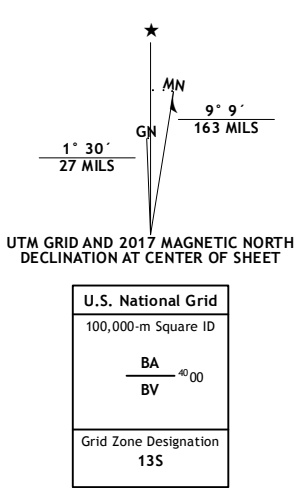 ★
MN
GN
9° 9´
163 MILS
1° 30´
27 MILS
UTM GRID AND 2017 MAGNETIC NORTH
DECLINATION AT CENTER OF SHEET
U.S. National Grid
100,000-m Square ID
BA
⁴⁰00
BV
Grid Zone Designation
13S